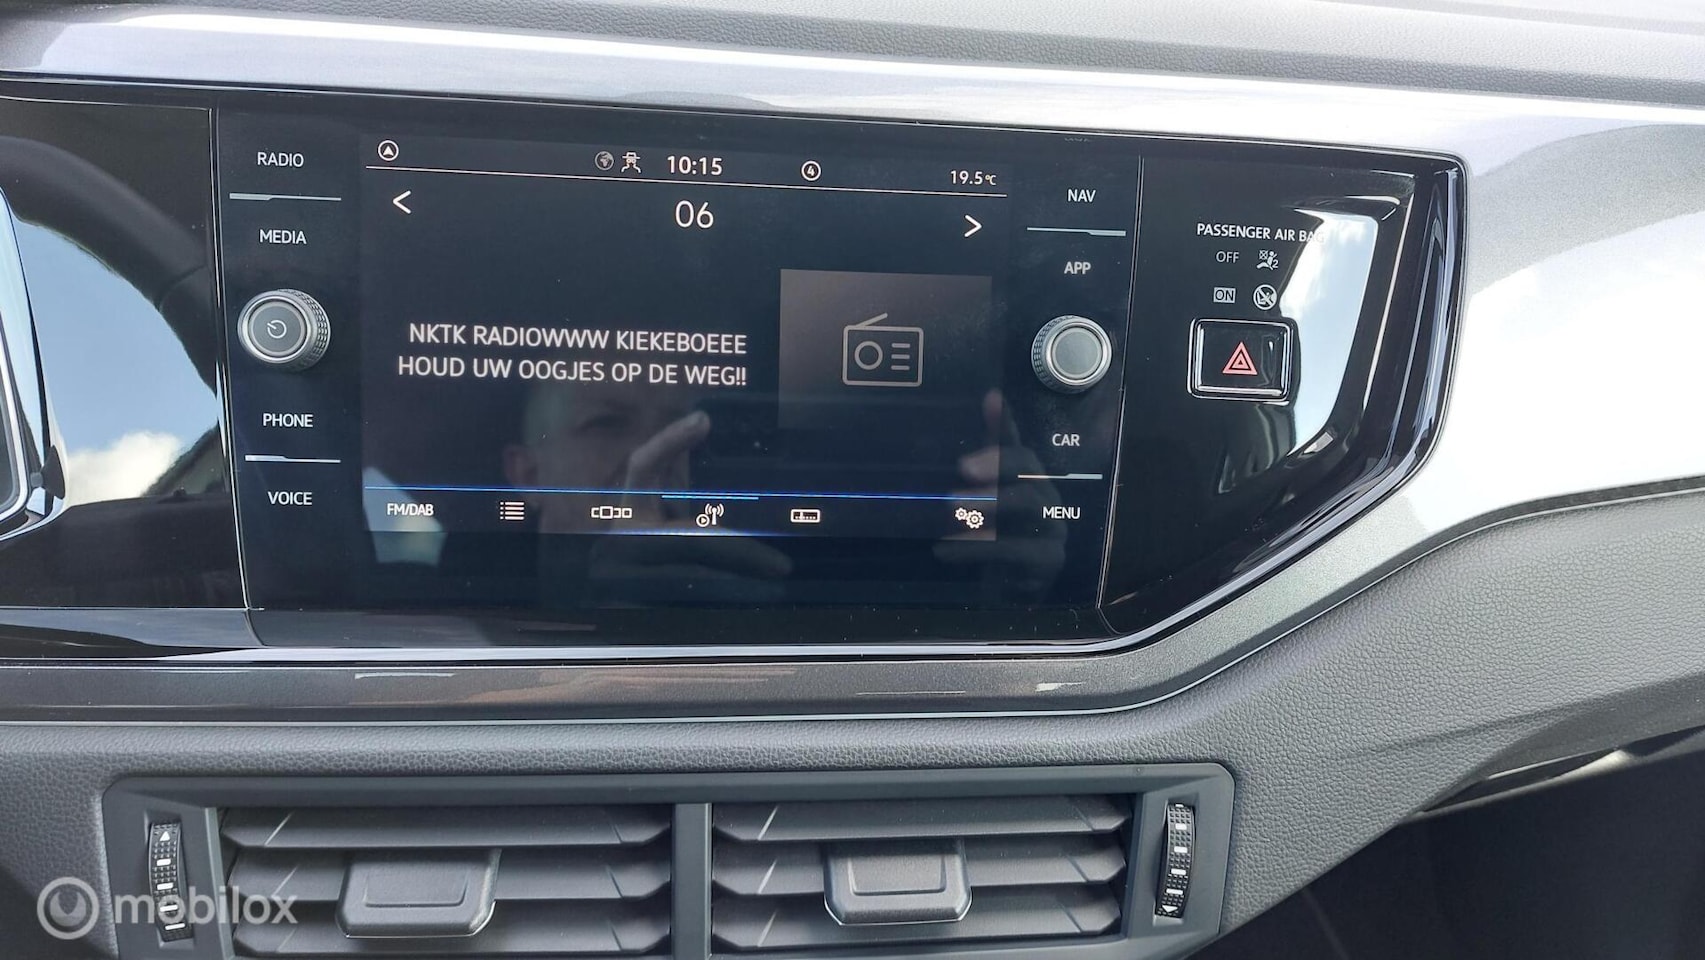 RADIO
MEDIA
PHONE
VOICE
10:15
4
19.5°C
06
NKTK RADIOWWW KIEKEBOEEE
HOUD UW OOGJES OP DE WEG!!
FM/DAB
NAV
APP
CAR
MENU
PASSENGER AIR BAG
OFF
ON
mobilox